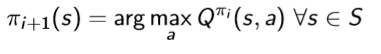 π_{i+1}(s) = arg max_a Q^{π_i}(s, a) ∀s ∈ S